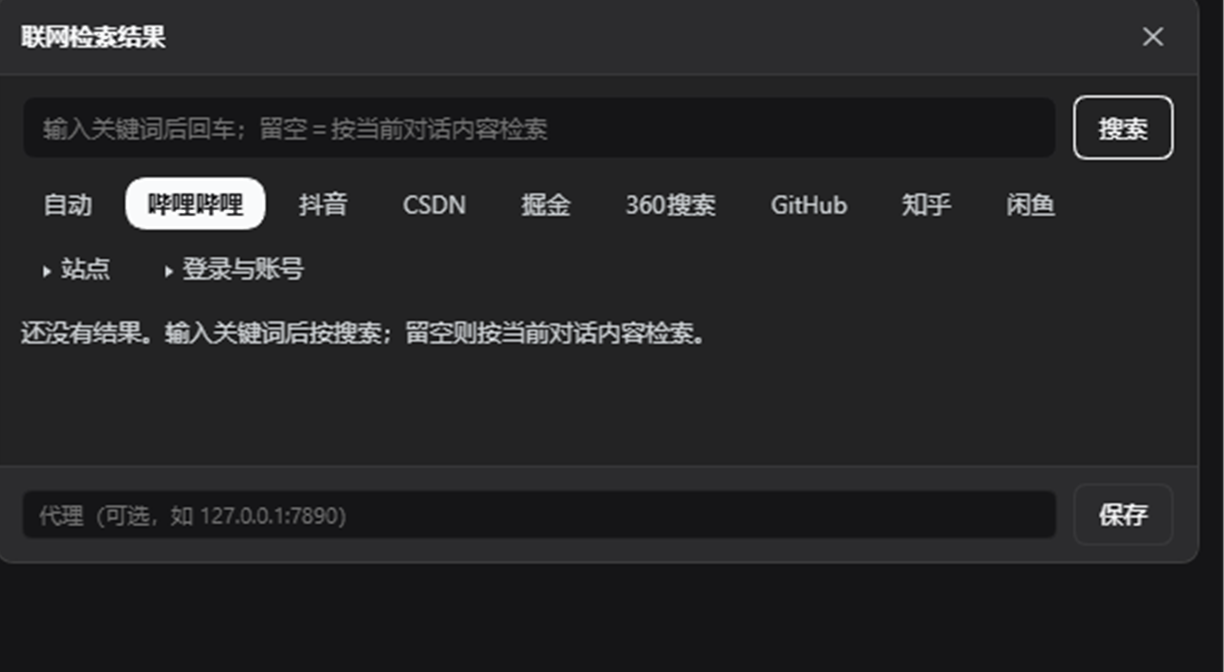 联网检索结果
输入关键词后回车；留空 = 按当前对话内容检索
搜索
自动 哔哩哔哩 抖音 CSDN 掘金 360搜索 GitHub 知乎 闲鱼
站点 登录与账号
还没有结果。输入关键词后按搜索；留空则按当前对话内容检索。
代理（可选，如 127.0.0.1:7890）
保存